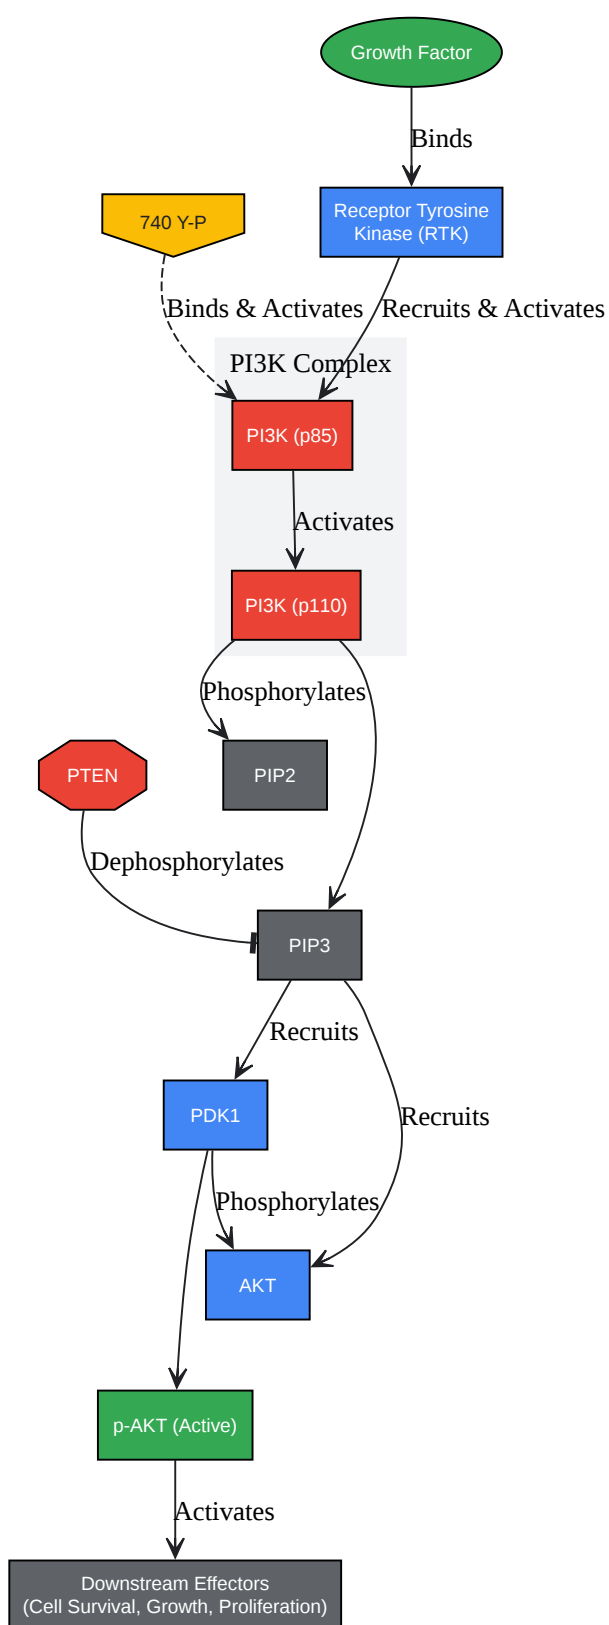 Growth Factor
Binds
740 Y-P
Receptor Tyrosine
Kinase (RTK)
Binds & Activates
Recruits & Activates
PI3K Complex
PI3K (p85)
Activates
PI3K (p110)
Phosphorylates
PTEN
PIP2
Dephosphorylates
PIP3
Recruits
PDK1
Recruits
Phosphorylates
AKT
p-AKT (Active)
Activates
Downstream Effectors
(Cell Survival, Growth, Proliferation)